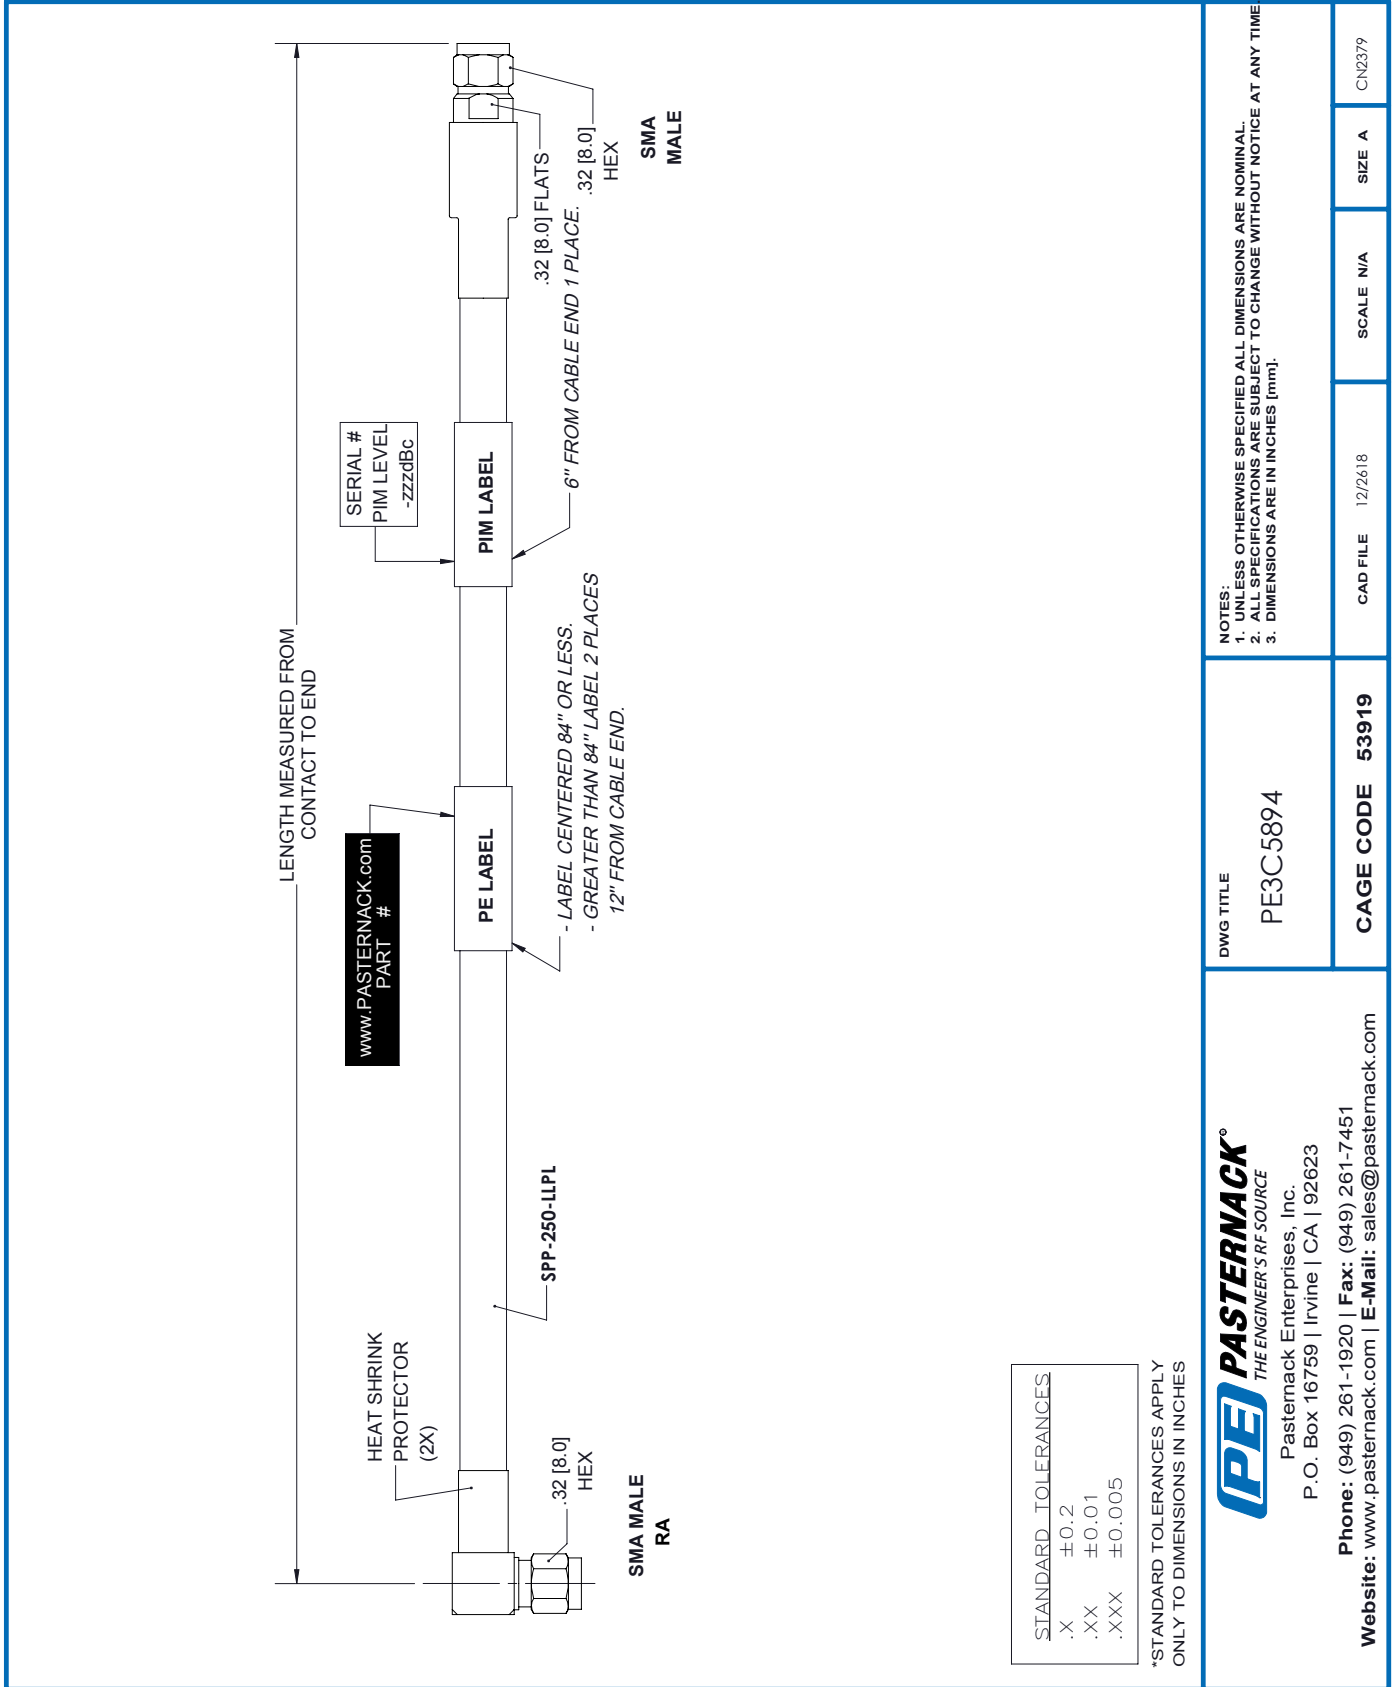 LENGTH MEASURED FROM
CONTACT TO END
www.PASTERNACK.com
PART #
SERIAL #
PIM LEVEL
-zzzdBc
HEAT SHRINK
PROTECTOR
(2X)
PE LABEL
PIM LABEL
.32 [8.0]
HEX
SMA MALE
RA
SPP-250-LLPL
- LABEL CENTERED 84" OR LESS.
- GREATER THAN 84" LABEL 2 PLACES
12" FROM CABLE END.
6" FROM CABLE END 1 PLACE.
.32 [8.0] FLATS
.32 [8.0]
HEX
SMA
MALE
STANDARD TOLERANCES
.X ±0.2
.XX ±0.01
.XXX ±0.005
*STANDARD TOLERANCES APPLY
ONLY TO DIMENSIONS IN INCHES
PE PASTERNACK®
THE ENGINEER'S RF SOURCE
Pasternack Enterprises, Inc.
P.O. Box 16759 | Irvine | CA | 92623
Phone: (949) 261-1920 | Fax: (949) 261-7451
Website: www.pasternack.com | E-Mail: sales@pasternack.com
DWG TITLE
PE3C5894
CAGE CODE 53919
NOTES:
1. UNLESS OTHERWISE SPECIFIED ALL DIMENSIONS ARE NOMINAL.
2. ALL SPECIFICATIONS ARE SUBJECT TO CHANGE WITHOUT NOTICE AT ANY TIME.
3. DIMENSIONS ARE IN INCHES [mm].
CAD FILE 12/2618
SCALE N/A
SIZE A
CN2379